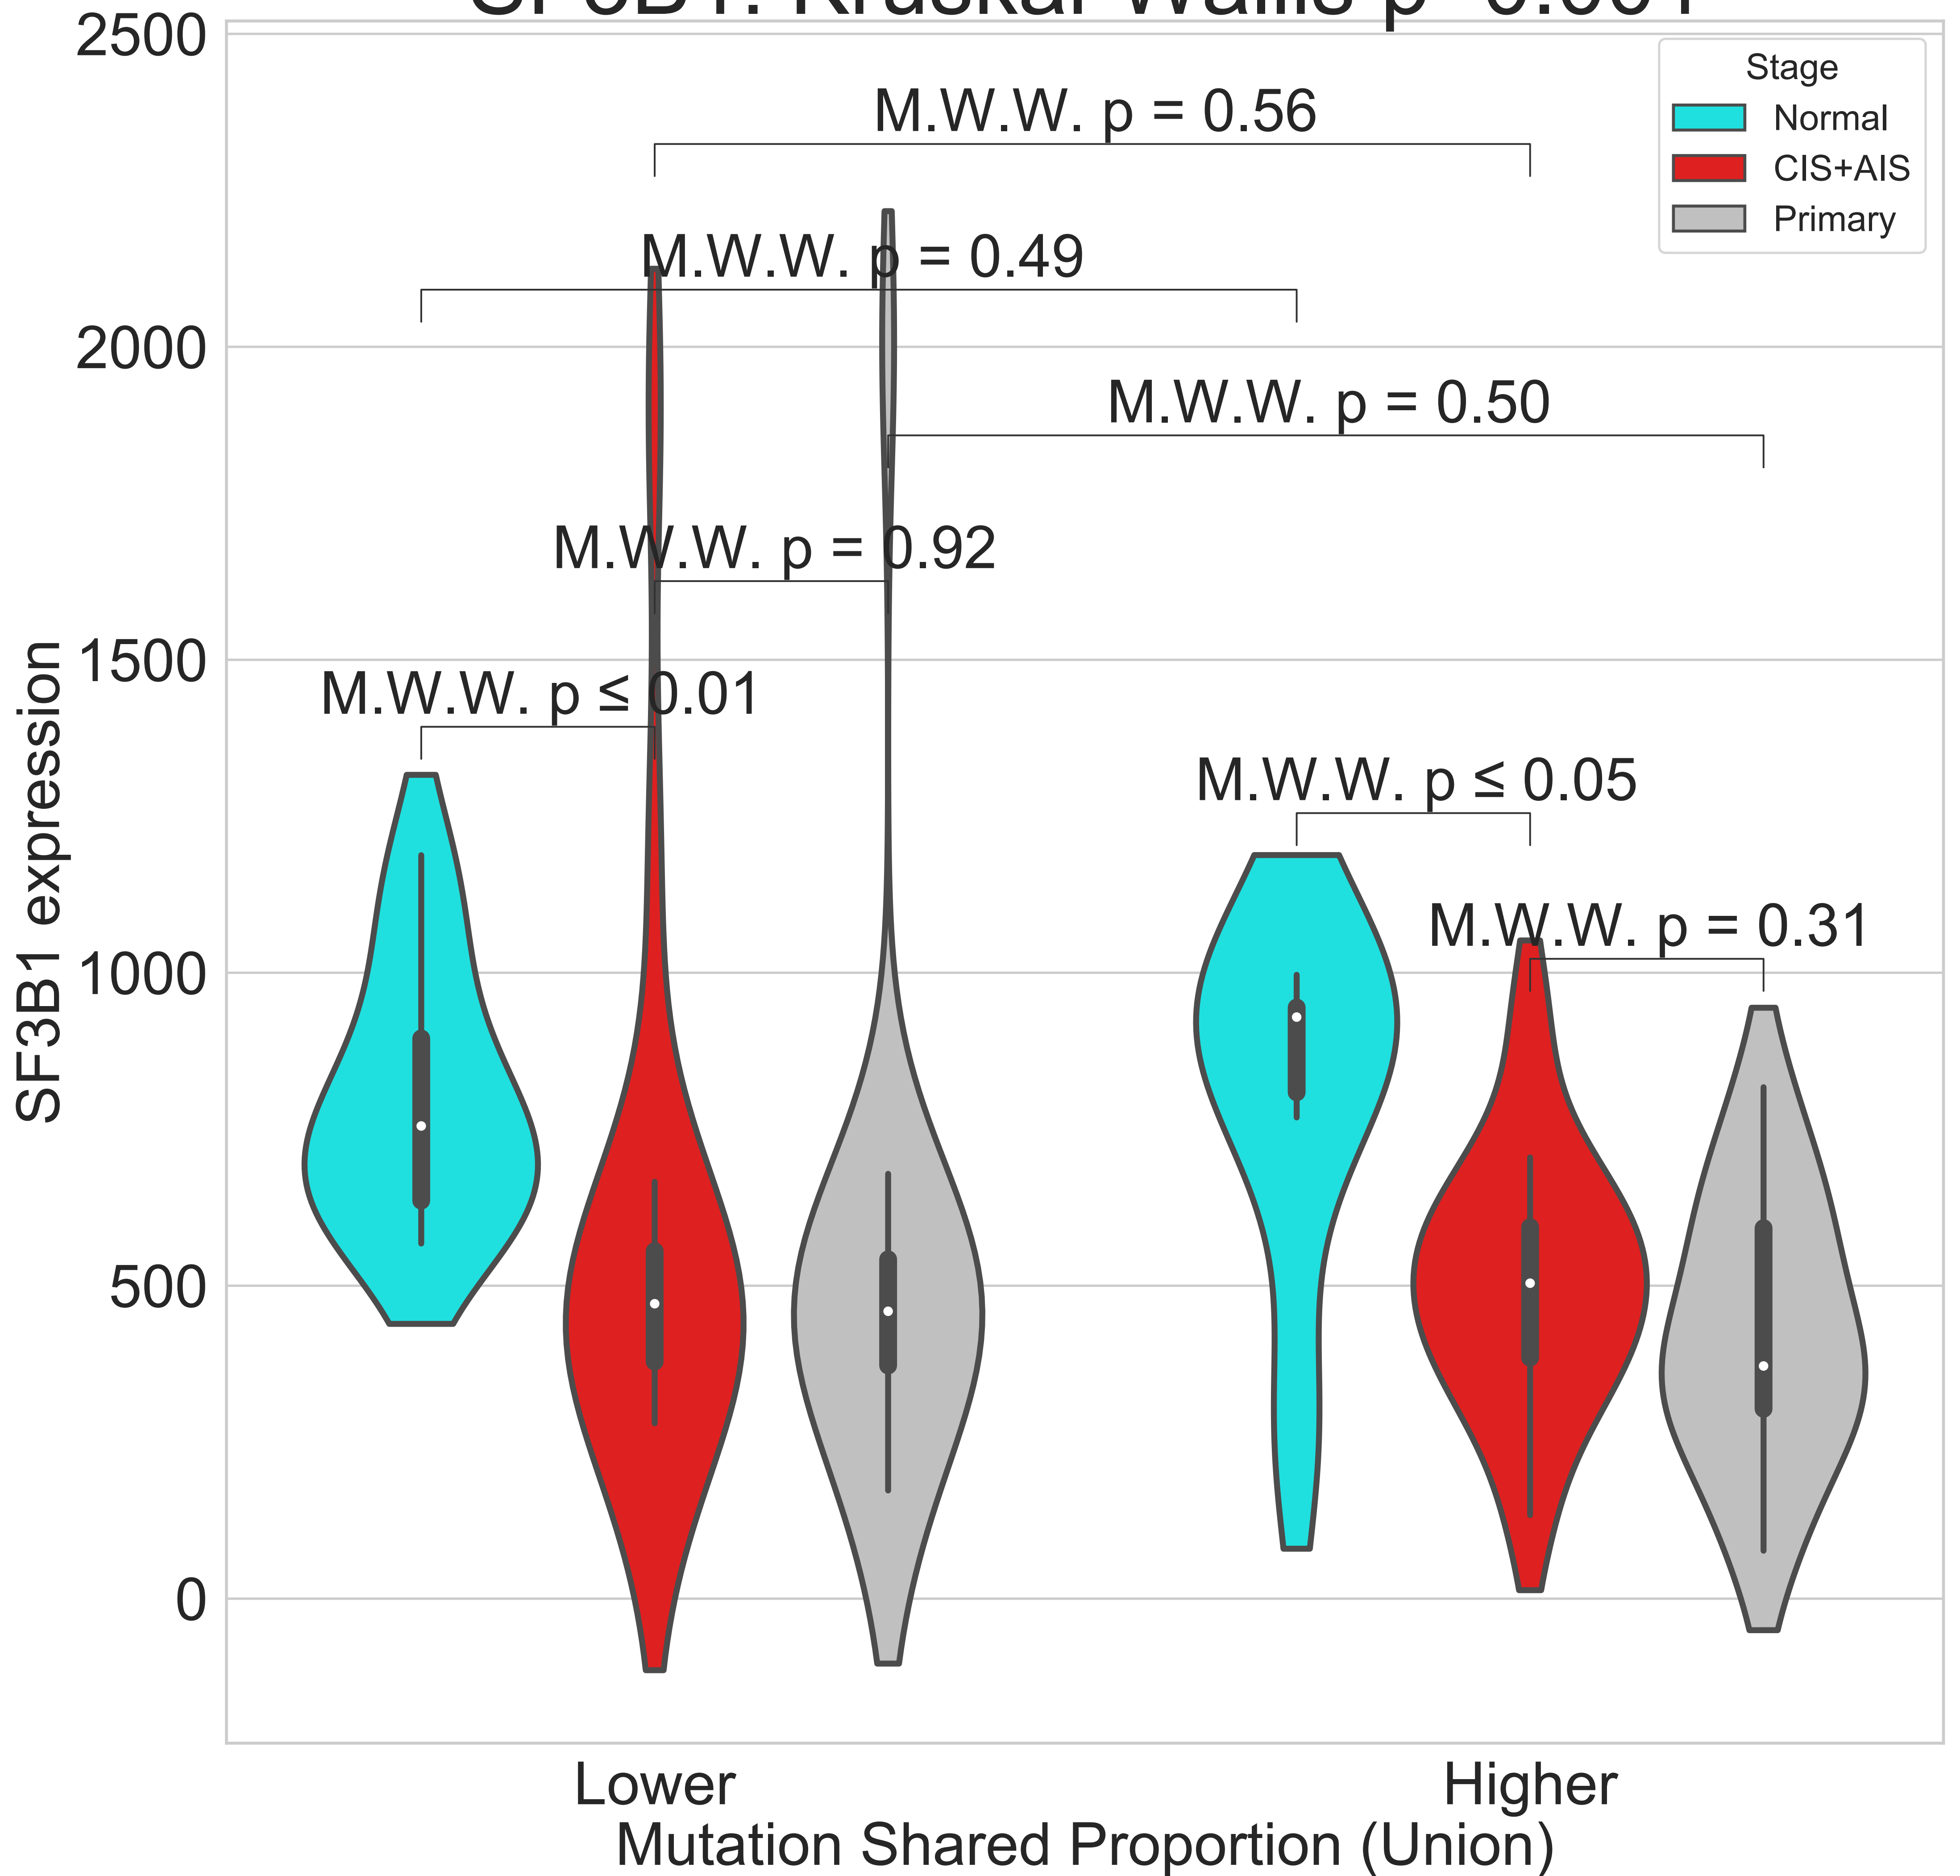 2500
Stage
Normal
CIS+AIS
Primary
M.W.W. p = 0.56
M.W.W. p = 0.49
2000
M.W.W. p = 0.50
M.W.W. p = 0.92
1500
M.W.W. p ≤ 0.01
M.W.W. p ≤ 0.05
M.W.W. p = 0.31
1000
500
0
SF3B1 expression
Lower
Higher
Mutation Shared Proportion (Union)